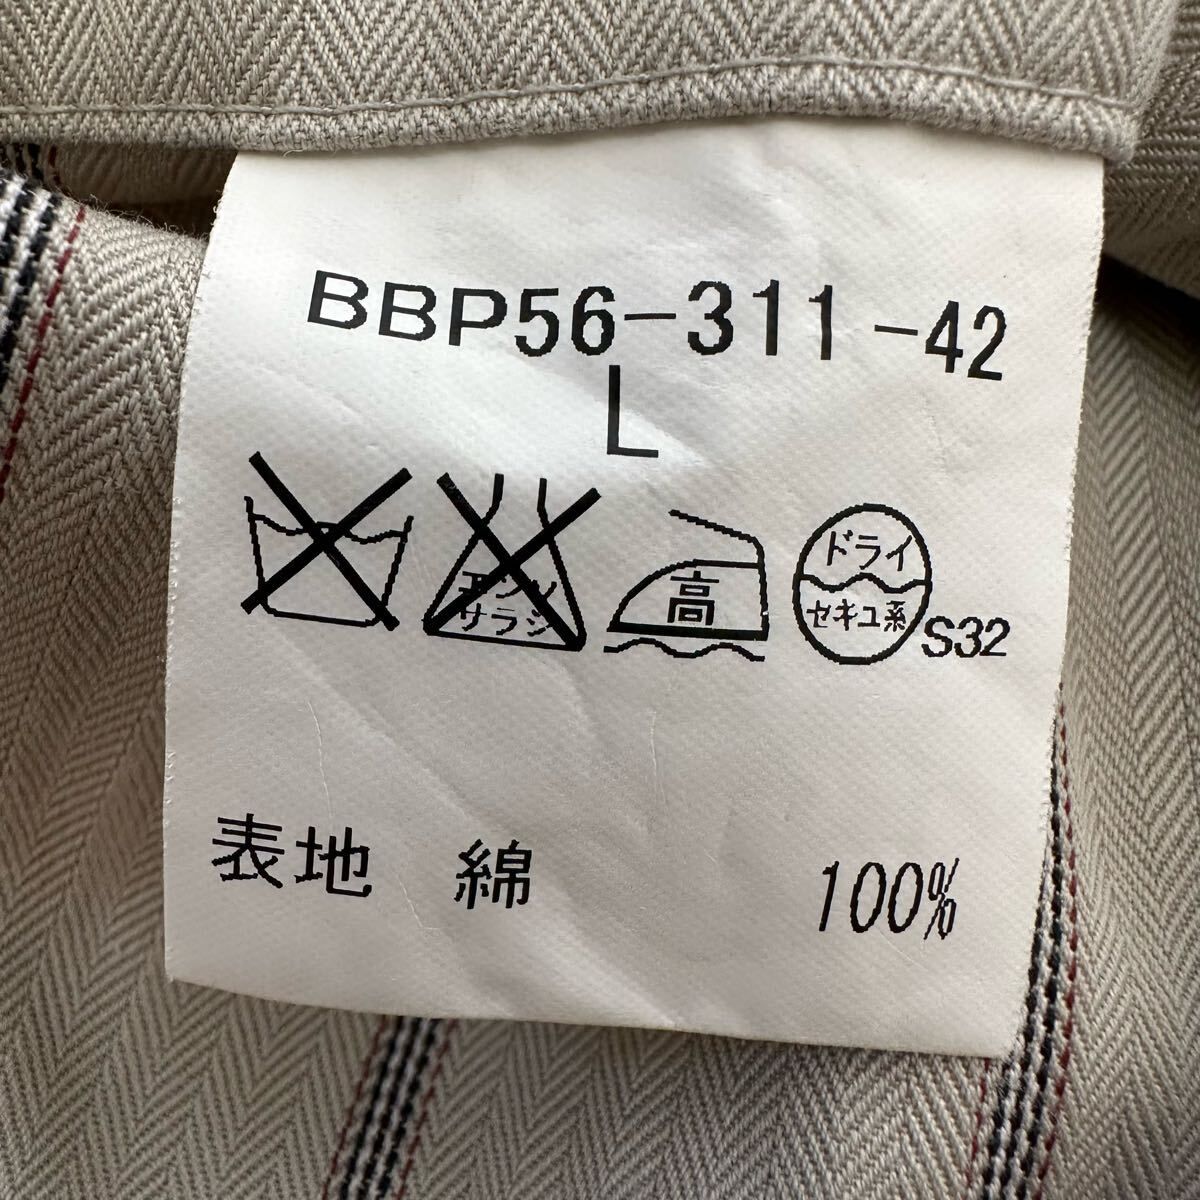 BBP56-311-42
L
エンソ
サラシ
高
ドライ
セキユ系
S32
表地 綿 100%